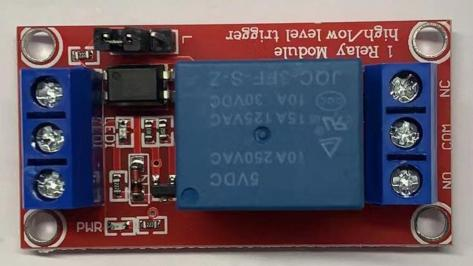 1 Relay Module
high/low level trigger
JQC-3FF-S-Z
10A 30VDC
15A 125VAC
10A 250VAC
5VDC
NC
COM
NO
LED1
PWR